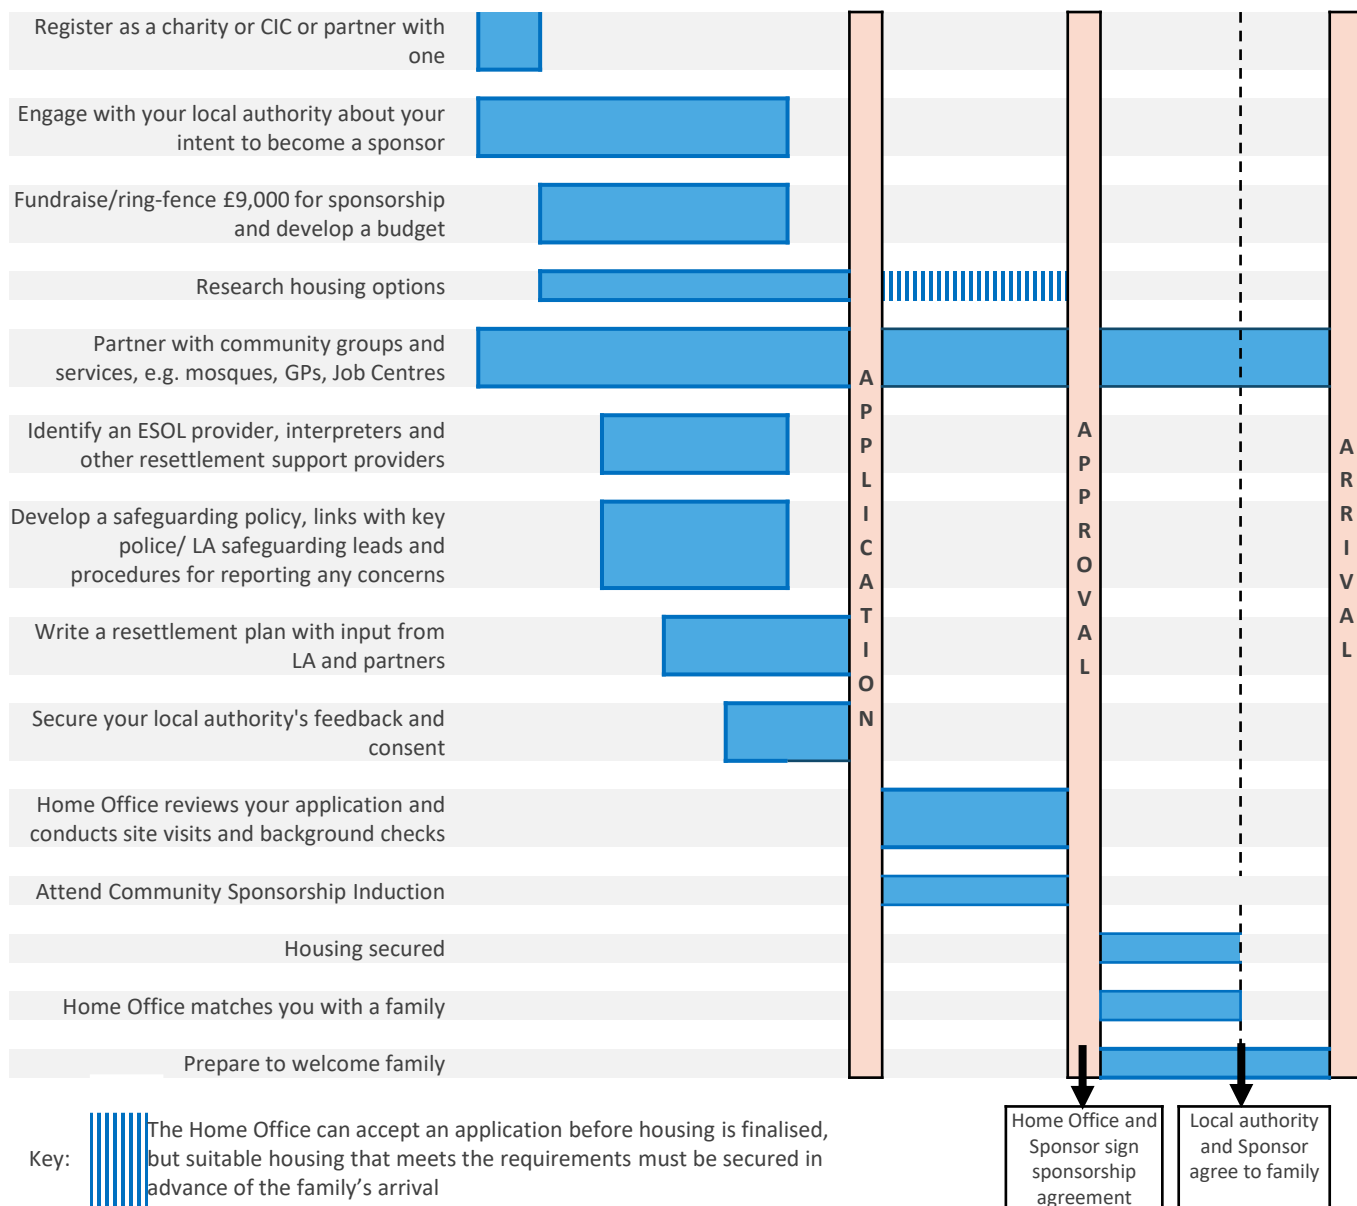 Register as a charity or CIC or partner with
one
Engage with your local authority about your
intent to become a sponsor
Fundraise/ring-fence £9,000 for sponsorship
and develop a budget
Research housing options
Partner with community groups and
services, e.g. mosques, GPs, Job Centres
Identify an ESOL provider, interpreters and
other resettlement support providers
Develop a safeguarding policy, links with key
police/ LA safeguarding leads and
procedures for reporting any concerns
Write a resettlement plan with input from
LA and partners
Secure your local authority's feedback and
consent
Home Office reviews your application and
conducts site visits and background checks
Attend Community Sponsorship Induction
Housing secured
Home Office matches you with a family
Prepare to welcome family
APPLICATION
APPROVAL
ARRIVAL
Key:
The Home Office can accept an application before housing is finalised,
but suitable housing that meets the requirements must be secured in
advance of the family’s arrival
Home Office and
Sponsor sign
sponsorship
agreement
Local authority
and Sponsor
agree to family